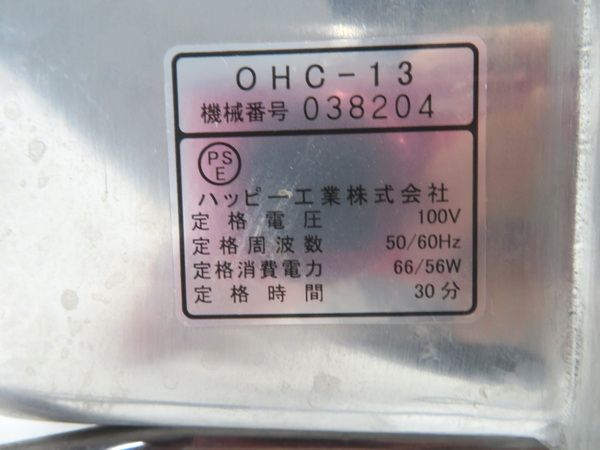 OHC-13
機械番号 038204
PS
E
ハッピー工業株式会社
定格電圧 100V
定格周波数 50/60Hz
定格消費電力 66/56W
定格時間 30分